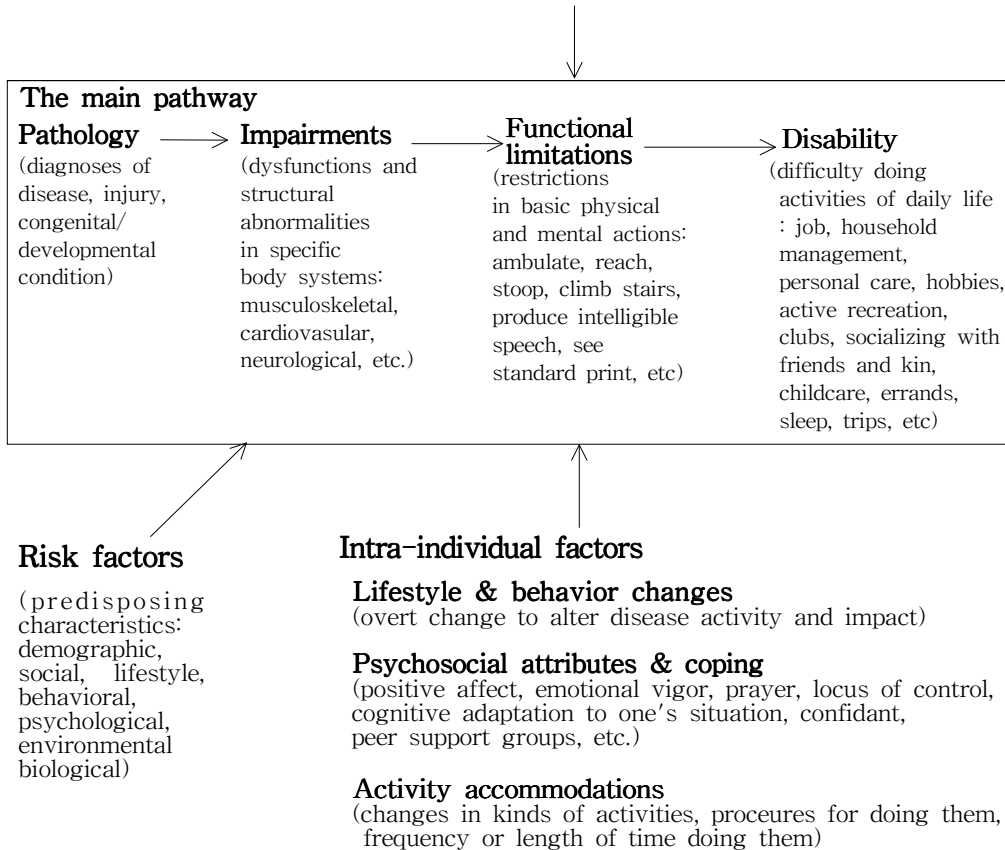 The main pathway
Pathology
(diagnoses of
disease, injury,
congenital/
developmental
condition)
Impairments
(dysfunctions and
structural
abnormalities
in specific
body systems:
musculoskeletal,
cardiovasular,
neurological, etc.)
Functional
limitations
(restrictions
in basic physical
and mental actions:
ambulate, reach,
stoop, climb stairs,
produce intelligible
speech, see
standard print, etc)
Disability
(difficulty doing
activities of daily life
: job, household
management,
personal care, hobbies,
active recreation,
clubs, socializing with
friends and kin,
childcare, errands,
sleep, trips, etc)
Risk factors
(predisposing
characteristics:
demographic,
social, lifestyle,
behavioral,
psychological,
environmental
biological)
Intra-individual factors
Lifestyle & behavior changes
(overt change to alter disease activity and impact)
Psychosocial attributes & coping
(positive affect, emotional vigor, prayer, locus of control,
cognitive adaptation to one's situation, confidant,
peer support groups, etc.)
Activity accommodations
(changes in kinds of activities, proceures for doing them,
frequency or length of time doing them)